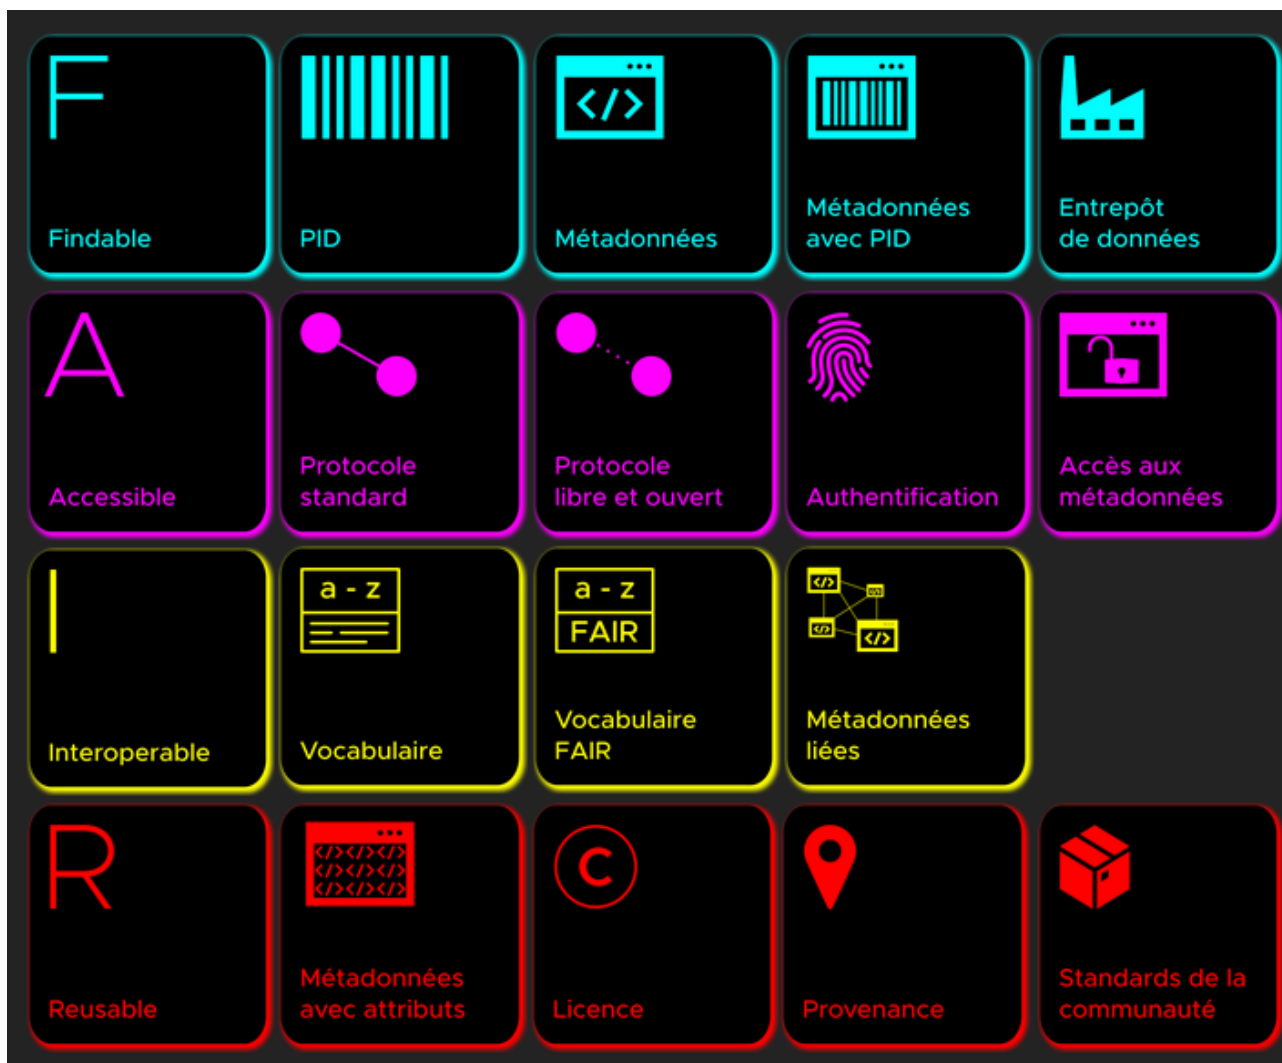 F
Findable
PID
</>
Métadonnées
Métadonnées
avec PID
Entrepôt
de données
A
Accessible
Protocole
standard
Protocole
libre et ouvert
Authentification
Accès aux
métadonnées
I
Interoperable
a - z
Vocabulaire
a - z
FAIR
Vocabulaire
FAIR
</>
</>
</>
</>
Métadonnées
liées
R
Reusable
</></></>
</></></>
</></></>
Métadonnées
avec attributs
C
Licence
Provenance
Standards de la
communauté